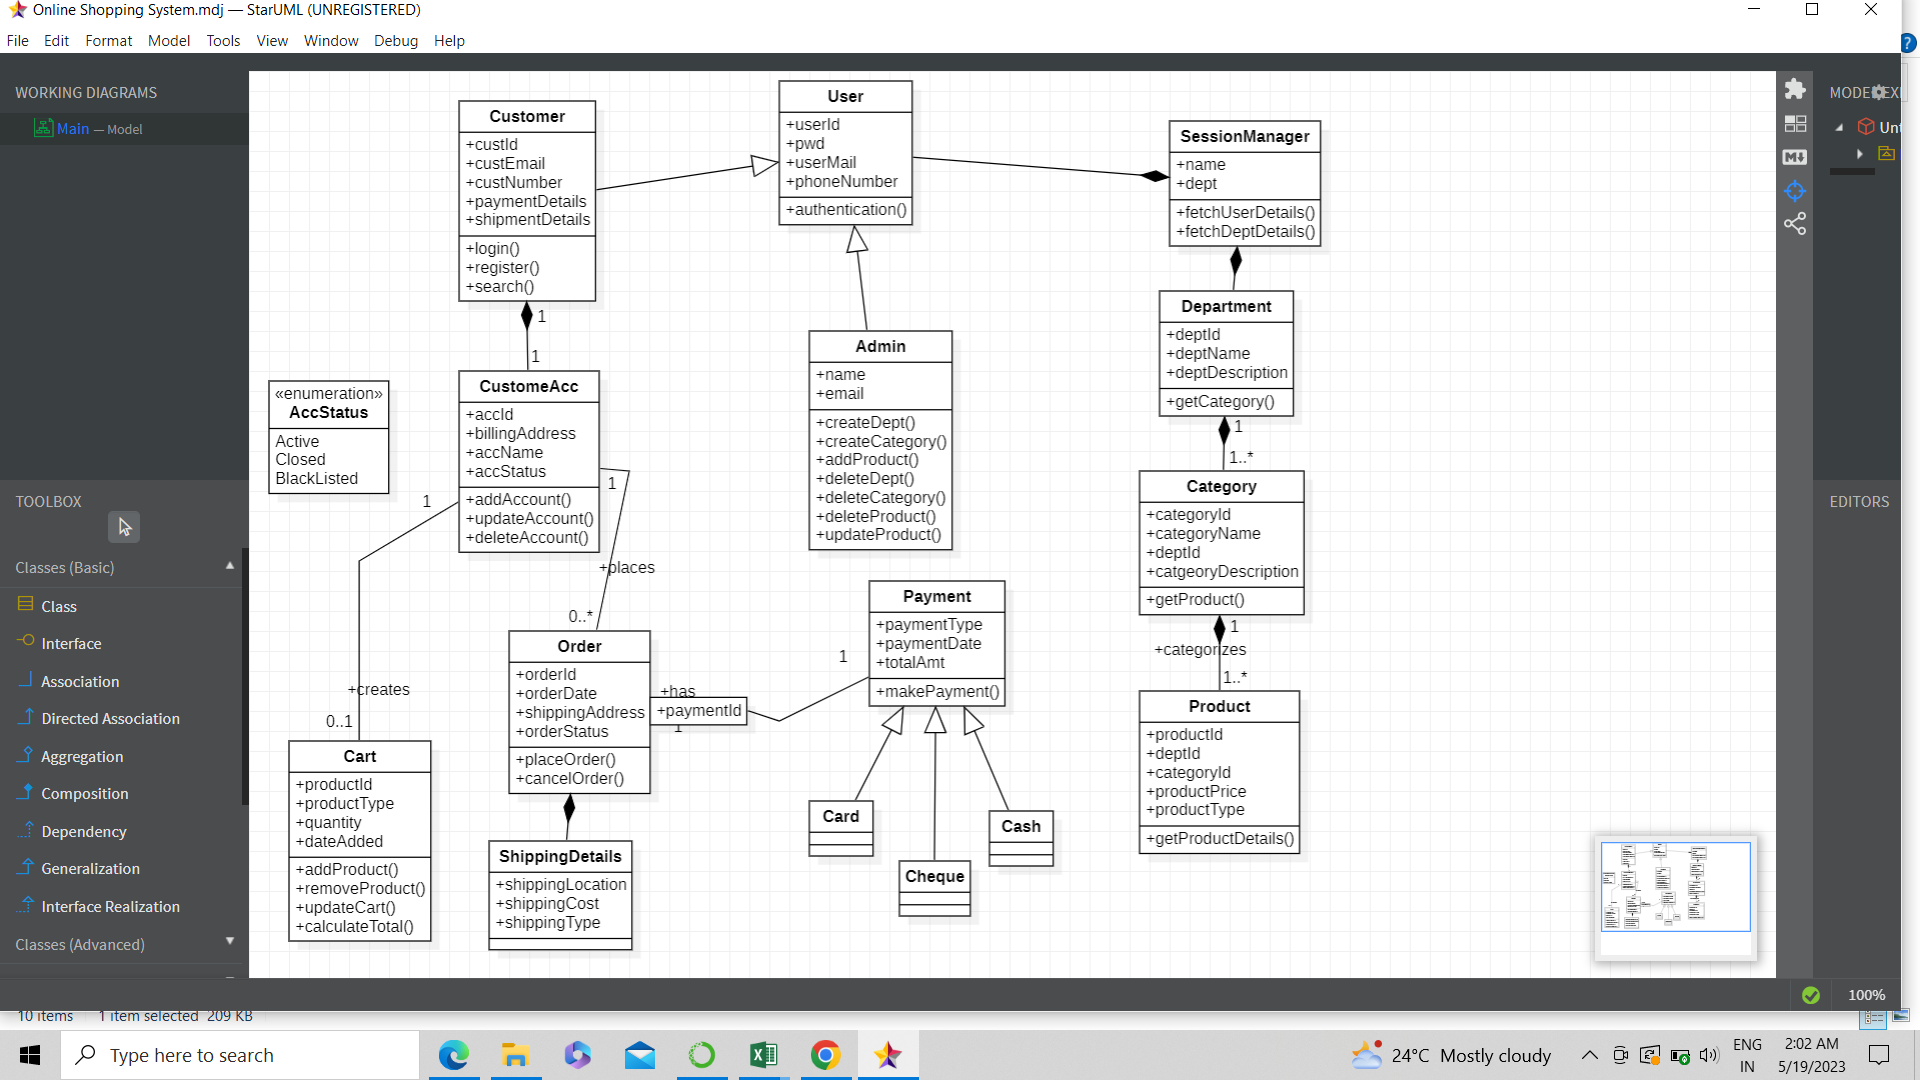 Online Shopping System.mdj — StarUML (UNREGISTERED)
File Edit Format Model Tools View Window Debug Help
WORKING DIAGRAMS
Main — Model
TOOLBOX
Classes (Basic)
Class
Interface
Association
Directed Association
Aggregation
Composition
Dependency
Generalization
Interface Realization
Classes (Advanced)
Customer
+custId
+custEmail
+custNumber
+paymentDetails
+shipmentDetails
+login()
+register()
+search()
1
1
User
+userId
+pwd
+userMail
+phoneNumber
+authentication()
SessionManager
+name
+dept
+fetchUserDetails()
+fetchDeptDetails()
«enumeration»
AccStatus
Active
Closed
BlackListed
CustomeAcc
+accId
+billingAddress
+accName
+accStatus
+addAccount()
+updateAccount()
+deleteAccount()
1
1
+places
0..*
+creates
0..1
Admin
+name
+email
+createDept()
+createCategory()
+addProduct()
+deleteDept()
+deleteCategory()
+deleteProduct()
+updateProduct()
Department
+deptId
+deptName
+deptDescription
+getCategory()
1
1..*
Category
+categoryId
+categoryName
+deptId
+catgeoryDescription
+getProduct()
1
+categorizes
1..*
Product
+productId
+deptId
+categoryId
+productPrice
+productType
+getProductDetails()
Cart
+productId
+productType
+quantity
+dateAdded
+addProduct()
+removeProduct()
+updateCart()
+calculateTotal()
Order
+orderId
+orderDate
+shippingAddress
+orderStatus
+placeOrder()
+cancelOrder()
+has
+paymentId
1
1
Payment
+paymentType
+paymentDate
+totalAmt
+makePayment()
ShippingDetails
+shippingLocation
+shippingCost
+shippingType
Card
Cheque
Cash
EDITORS
100%
10 items 1 item selected 209 KB
Type here to search
24°C Mostly cloudy
ENG
IN
2:02 AM
5/19/2023